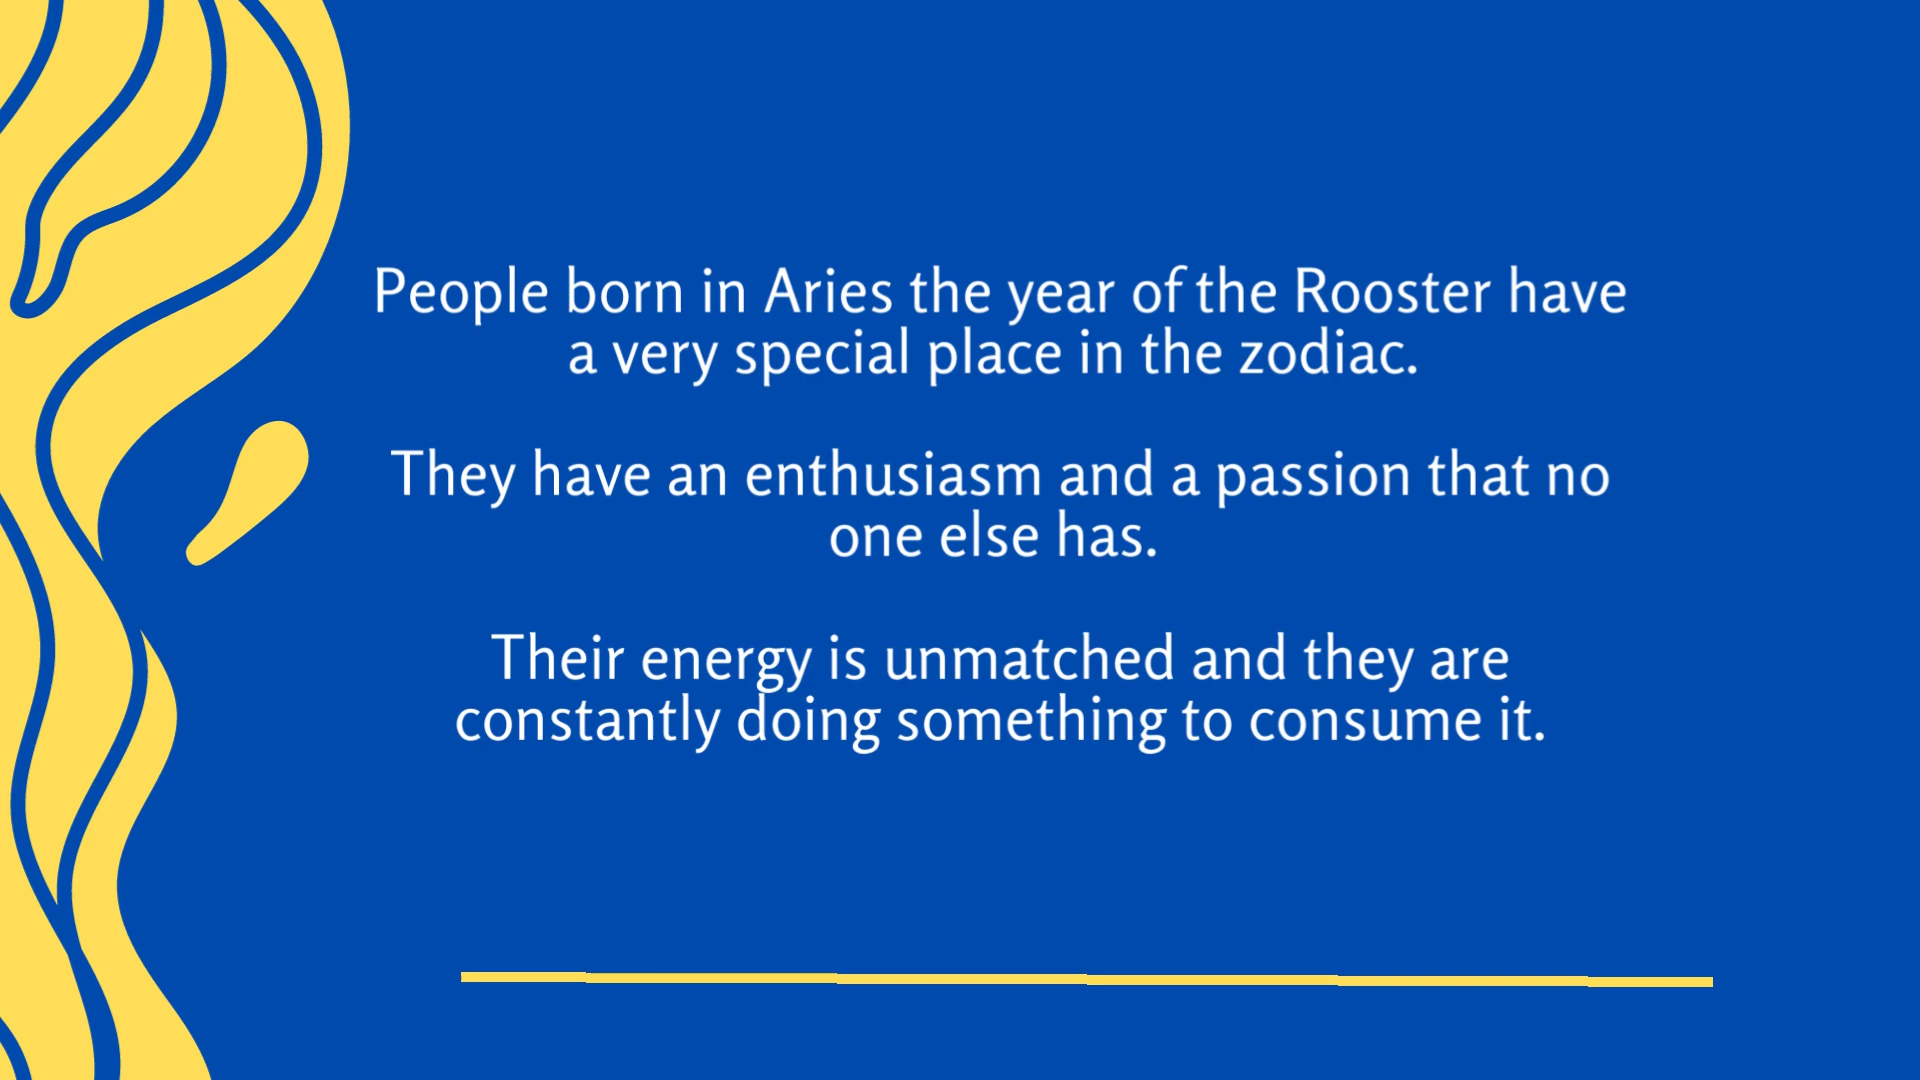 People born in Aries the year of the Rooster have
a very special place in the zodiac.
They have an enthusiasm and a passion that no
one else has.
Their energy is unmatched and they are
constantly doing something to consume it.